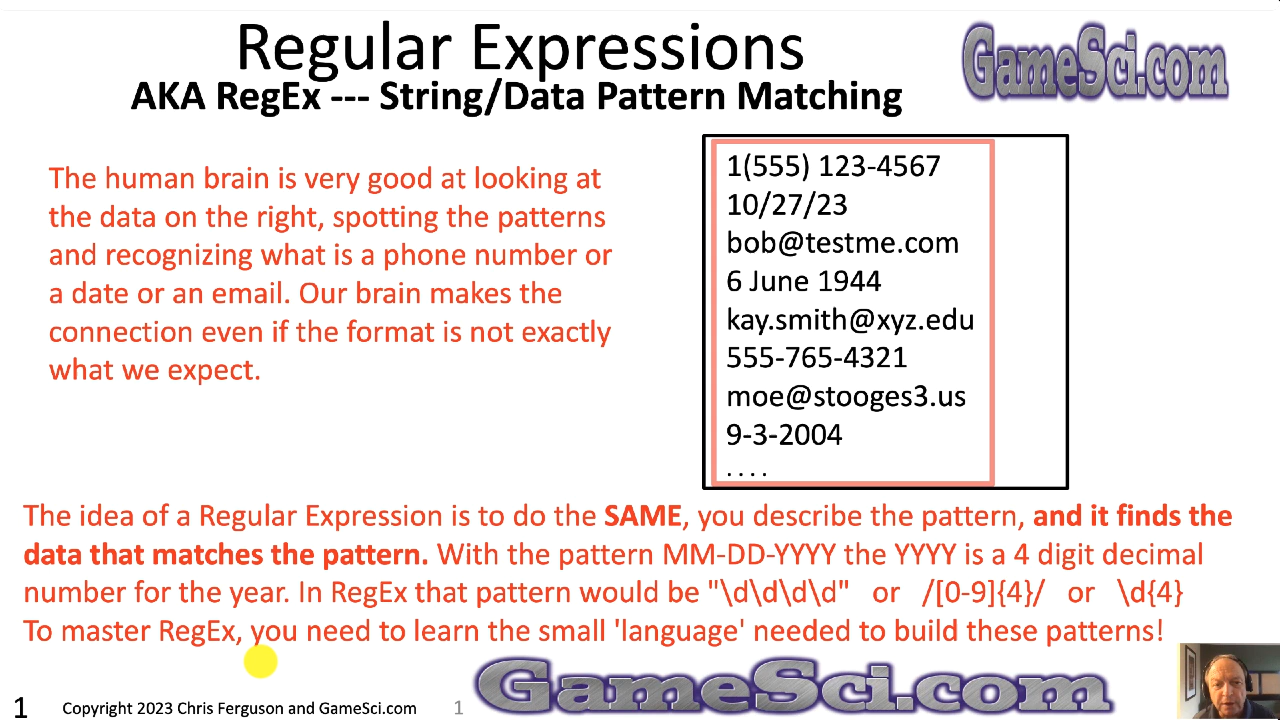 Regular Expressions
AKA RegEx --- String/Data Pattern Matching
GameSci.com
The human brain is very good at looking at
the data on the right, spotting the patterns
and recognizing what is a phone number or
a date or an email. Our brain makes the
connection even if the format is not exactly
what we expect.
1(555) 123-4567
10/27/23
bob@testme.com
6 June 1944
kay.smith@xyz.edu
555-765-4321
moe@stooges3.us
9-3-2004
....
The idea of a Regular Expression is to do the SAME, you describe the pattern, and it finds the
data that matches the pattern. With the pattern MM-DD-YYYY the YYYY is a 4 digit decimal
number for the year. In RegEx that pattern would be "\d\d\d\d" or /[0-9]{4}/ or \d{4}
To master RegEx, you need to learn the small 'language' needed to build these patterns!
GameSci.com
1 Copyright 2023 Chris Ferguson and GameSci.com 1